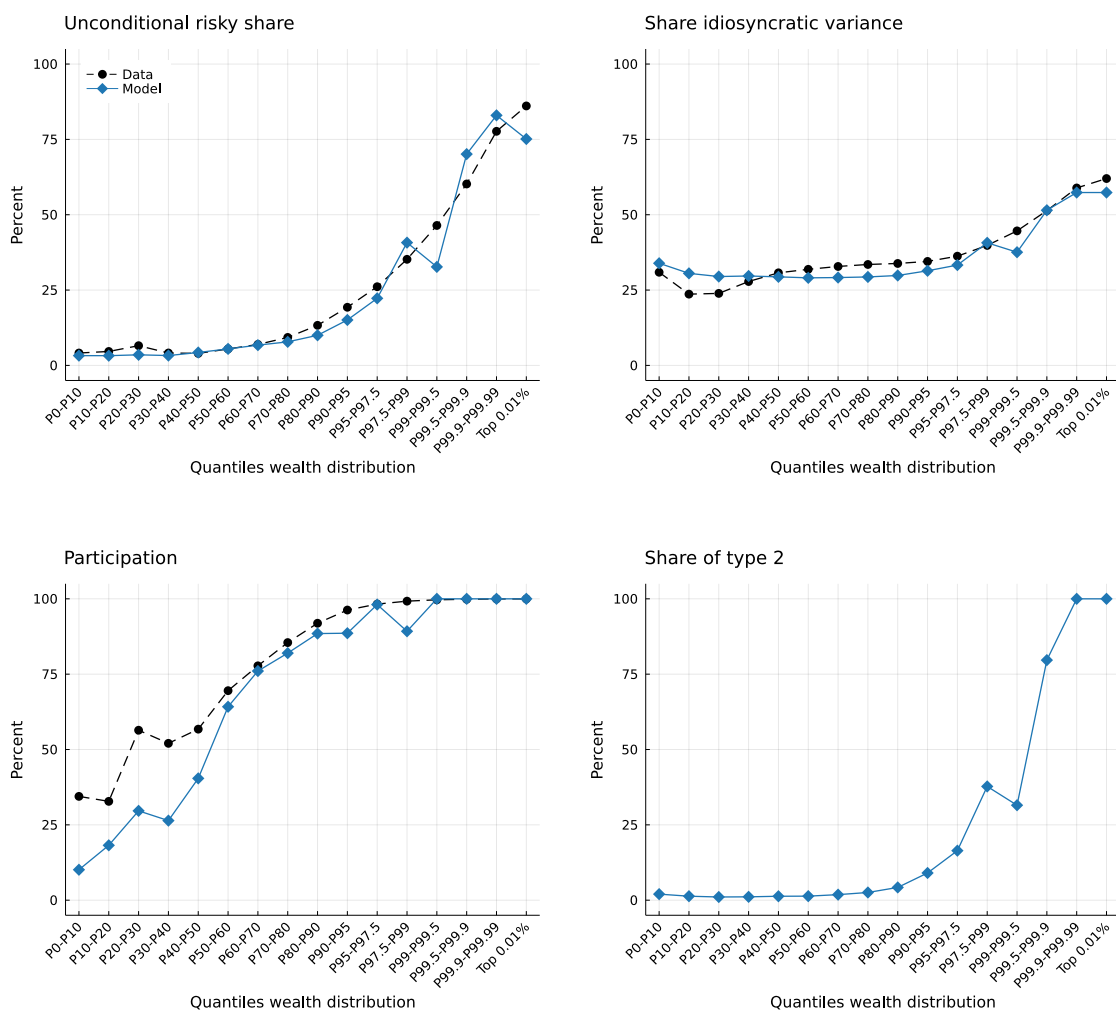 Unconditional risky share
Percent
100
75
50
25
0
Data
Model
P0-P10
P10-P20
P20-P30
P30-P40
P40-P50
P50-P60
P60-P70
P70-P80
P80-P90
P90-P95
P95-P97.5
P97.5-P99
P99-P99.5
P99.5-P99.9
P99.9-P99.99
Top 0.01%
Quantiles wealth distribution
Share idiosyncratic variance
Percent
100
75
50
25
0
P0-P10
P10-P20
P20-P30
P30-P40
P40-P50
P50-P60
P60-P70
P70-P80
P80-P90
P90-P95
P95-P97.5
P97.5-P99
P99-P99.5
P99.5-P99.9
P99.9-P99.99
Top 0.01%
Quantiles wealth distribution
Participation
Percent
100
75
50
25
0
P0-P10
P10-P20
P20-P30
P30-P40
P40-P50
P50-P60
P60-P70
P70-P80
P80-P90
P90-P95
P95-P97.5
P97.5-P99
P99-P99.5
P99.5-P99.9
P99.9-P99.99
Top 0.01%
Quantiles wealth distribution
Share of type 2
Percent
100
75
50
25
0
P0-P10
P10-P20
P20-P30
P30-P40
P40-P50
P50-P60
P60-P70
P70-P80
P80-P90
P90-P95
P95-P97.5
P97.5-P99
P99-P99.5
P99.5-P99.9
P99.9-P99.99
Top 0.01%
Quantiles wealth distribution